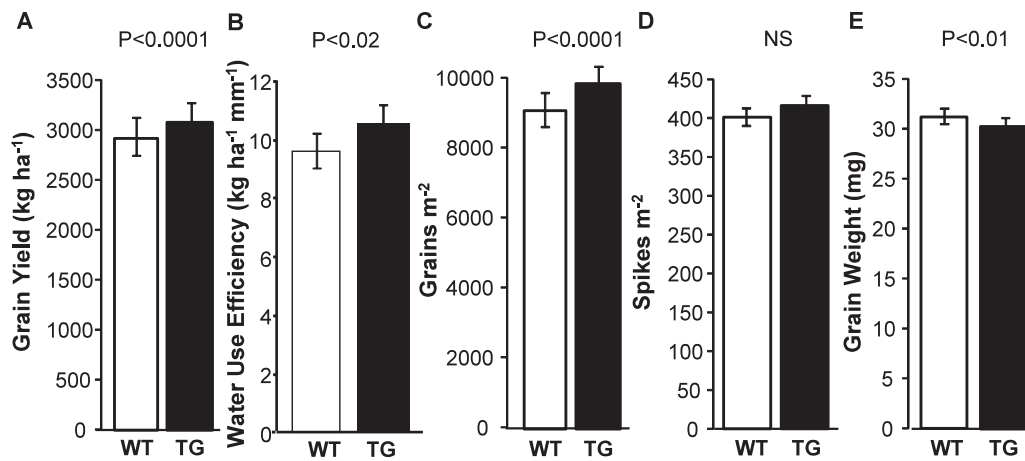 A
P<0.0001
Grain Yield (kg ha⁻¹)
3500
3000
2500
2000
1500
1000
500
0
WT TG
B
P<0.02
Water Use Efficiency (kg ha⁻¹ mm⁻¹)
12
10
8
6
4
2
0
WT TG
C
P<0.0001
Grains m⁻²
10000
8000
6000
4000
2000
0
WT TG
D
NS
Spikes m⁻²
450
400
350
300
250
200
150
100
50
0
WT TG
E
P<0.01
Grain Weight (mg)
35
30
25
20
15
10
5
0
WT TG